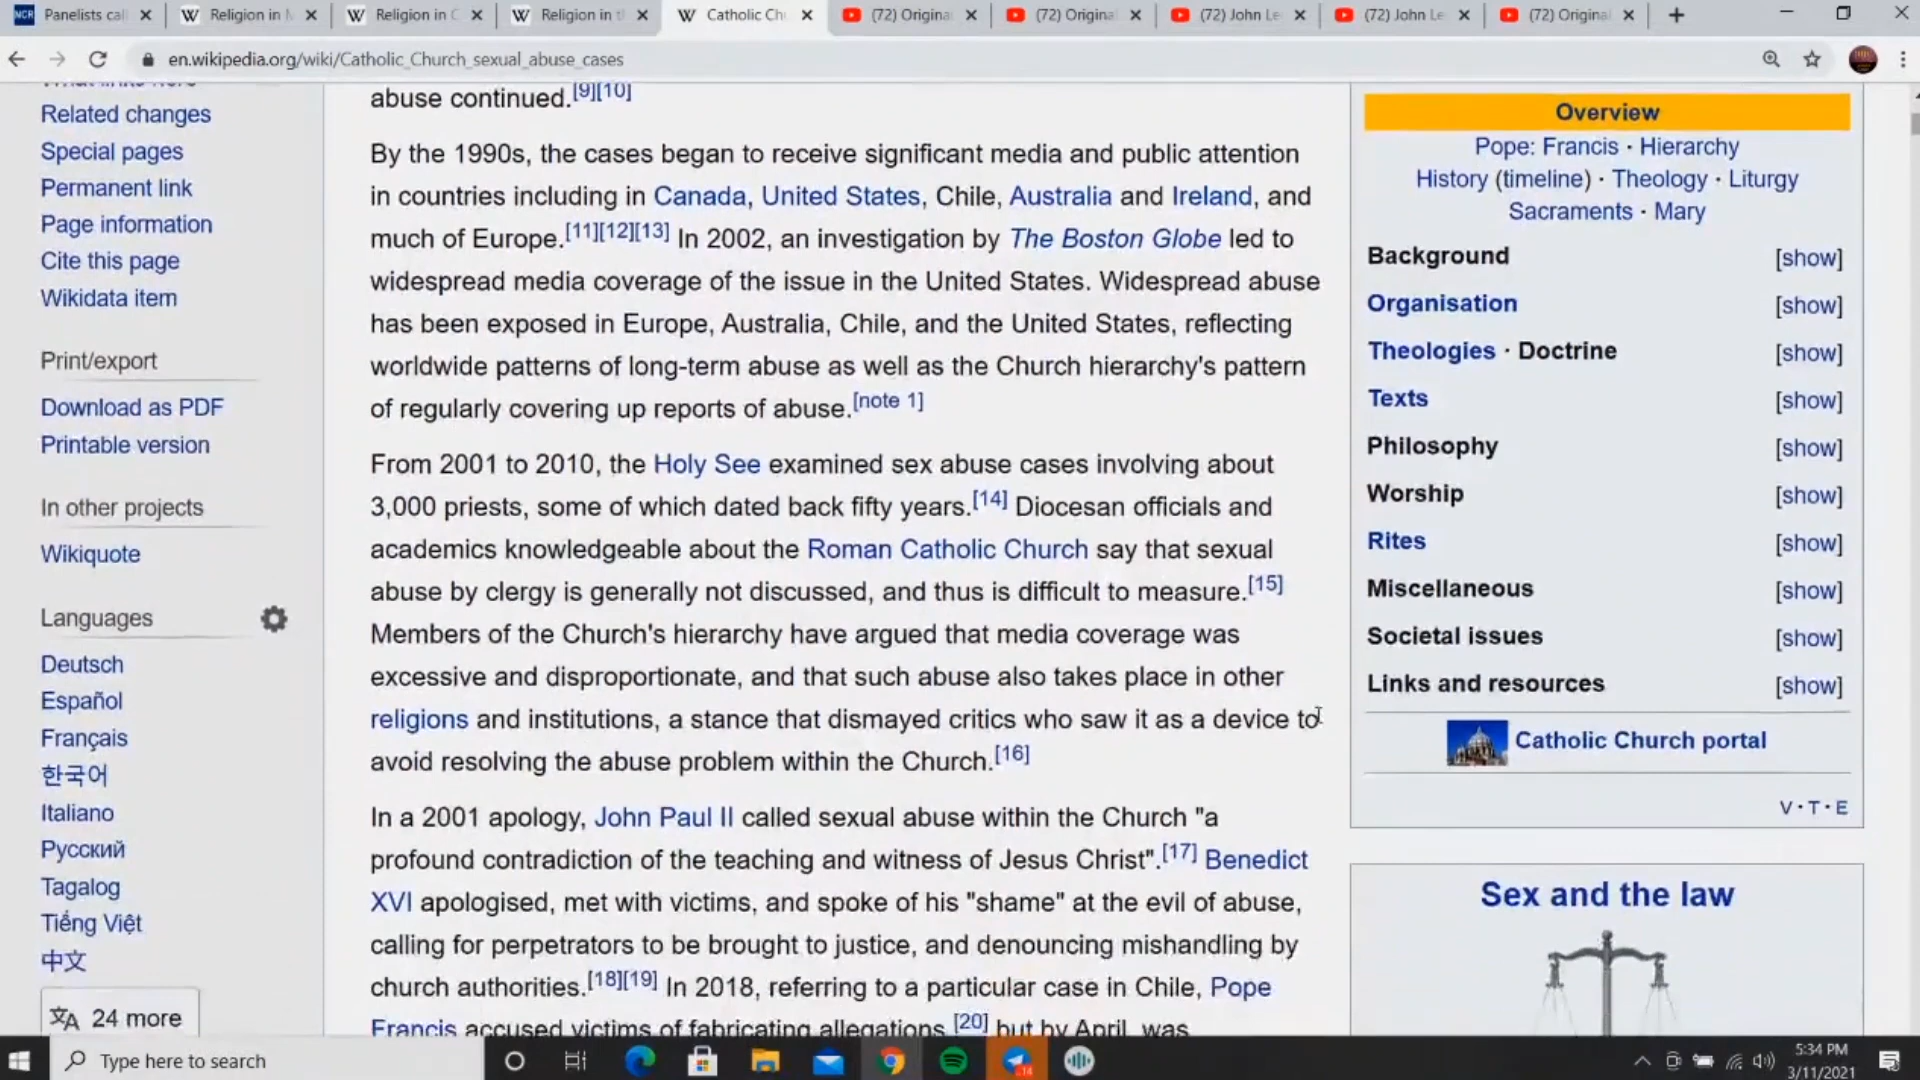 Panelists cal
Religion in
Religion in C
Religion in t
Catholic Ch
(72) Origina
(72) Origina
(72) John Le
(72) John Le
(72) Origina
en.wikipedia.org/wiki/Catholic_Church_sexual_abuse_cases
Related changes
Special pages
Permanent link
Page information
Cite this page
Wikidata item
Print/export
Download as PDF
Printable version
In other projects
Wikiquote
Languages
Deutsch
Español
Français
한국어
Italiano
Русский
Tagalog
Tiếng Việt
中文
24 more
abuse continued.[9][10]
By the 1990s, the cases began to receive significant media and public attention
in countries including in Canada, United States, Chile, Australia and Ireland, and
much of Europe.[11][12][13] In 2002, an investigation by The Boston Globe led to
widespread media coverage of the issue in the United States. Widespread abuse
has been exposed in Europe, Australia, Chile, and the United States, reflecting
worldwide patterns of long-term abuse as well as the Church hierarchy's pattern
of regularly covering up reports of abuse.[note 1]
From 2001 to 2010, the Holy See examined sex abuse cases involving about
3,000 priests, some of which dated back fifty years.[14] Diocesan officials and
academics knowledgeable about the Roman Catholic Church say that sexual
abuse by clergy is generally not discussed, and thus is difficult to measure.[15]
Members of the Church's hierarchy have argued that media coverage was
excessive and disproportionate, and that such abuse also takes place in other
religions and institutions, a stance that dismayed critics who saw it as a device to
avoid resolving the abuse problem within the Church.[16]
In a 2001 apology, John Paul II called sexual abuse within the Church "a
profound contradiction of the teaching and witness of Jesus Christ".[17] Benedict
XVI apologised, met with victims, and spoke of his "shame" at the evil of abuse,
calling for perpetrators to be brought to justice, and denouncing mishandling by
church authorities.[18][19] In 2018, referring to a particular case in Chile, Pope
Francis accused victims of fabricating allegations,[20] but by April, was
Overview
Pope: Francis · Hierarchy
History (timeline) · Theology · Liturgy
Sacraments · Mary
Background [show]
Organisation [show]
Theologies · Doctrine [show]
Texts [show]
Philosophy [show]
Worship [show]
Rites [show]
Miscellaneous [show]
Societal issues [show]
Links and resources [show]
Catholic Church portal
V · T · E
Sex and the law
Type here to search
5:34 PM
3/11/2021